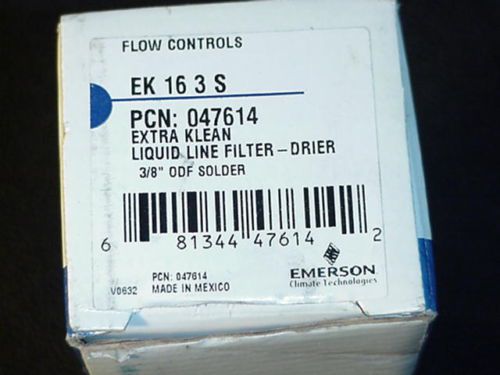 FLOW CONTROLS
EK 16 3 S
PCN: 047614
EXTRA KLEAN
LIQUID LINE FILTER-DRIER
3/8" ODF SOLDER
6 81344 47614 2
EMERSON
Climate Technologies
PCN: 047614
V0632 MADE IN MEXICO